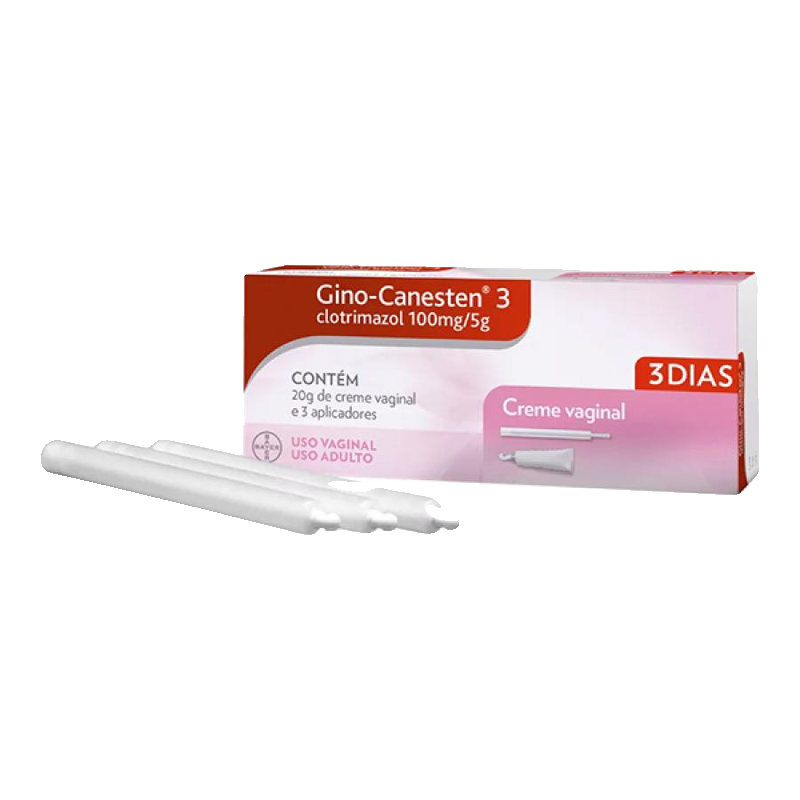 Gino-Canesten® 3
clotrimazol 100mg/5g
CONTÉM
20g de creme vaginal
e 3 aplicadores
3 DIAS
Creme vaginal
BAYER
USO VAGINAL
USO ADULTO